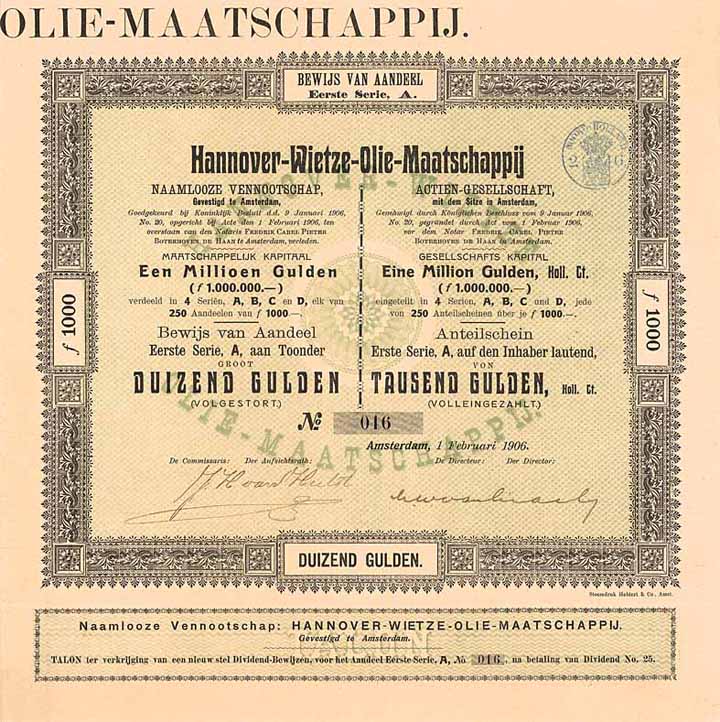 OLIE-MAATSCHAPPIJ.
BEWIJS VAN AANDEEL
Eerste Serie, A.
NOORD-HOLLAND
2 46
Hannover-Wietze-Olie-Maatschappij
NAAMLOOZE VENNOOTSCHAP,
Gevestigd te Amsterdam,
Goedgekeurd bij Koninklijk Besluit d.d. 9 Januari 1906,
No. 20, opgericht bij Acte den 1 Februari 1906, ten
overstaan van den Notaris FREDRIK CAREL PIETER
BOTERHOVEN DE HAAN te Amsterdam, verleden.
MAATSCHAPPELIJK KAPITAAL
Een Millioen Gulden
(ƒ 1.000.000.—)
verdeeld in 4 Seriën, A, B, C en D, elk van
250 Aandeelen van ƒ 1000.—.
Bewijs van Aandeel
Eerste Serie, A, aan Toonder
GROOT
DUIZEND GULDEN
(VOLGESTORT.)
ACTIEN-GESELLSCHAFT,
mit dem Sitze in Amsterdam,
Genehmigt durch Königlichen Beschluss vom 9 Januar 1906,
No. 20, gegründet durch Act vom 1 Februar 1906,
vor dem Notar FREDRIK CAREL PIETER
BOTERHOVEN DE HAAN in Amsterdam.
GESELLSCHAFTS KAPITAL
Eine Million Gulden, Holl. Ct.
(ƒ 1.000.000.—)
eingeteilt in 4 Serien, A, B, C und D, jede
von 250 Anteilscheinen über je ƒ 1000.—.
Anteilschein
Erste Serie, A, auf den Inhaber lautend,
VON
TAUSEND GULDEN, Holl. Ct.
(VOLLEINGEZAHLT.)
ƒ 1000
ƒ 1000
No 016
OLIE-MAATSCHAPPIJ.
Amsterdam, 1 Februari 1906.
De Commissaris: Der Aufsichtsrath: De Directeur: Der Director:
DUIZEND GULDEN.
Steendruk Hubert & Co., Amst.
Naamlooze Vennootschap: HANNOVER-WIETZE-OLIE-MAATSCHAPPIJ.
Gevestigd te Amsterdam.
TALON ter verkrijging van een nieuw stel Dividend-Bewijzen, voor het Aandeel Eerste Serie, A, No 016, na betaling van Dividend No. 25.